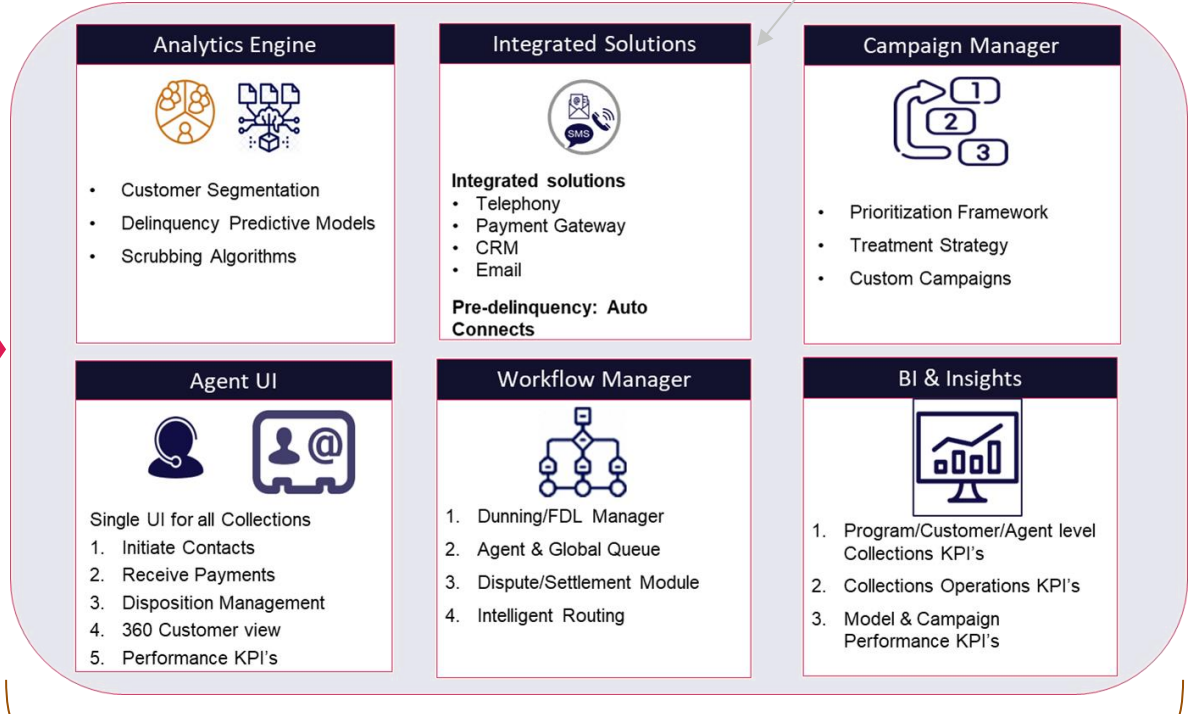 Analytics Engine
• Customer Segmentation
• Delinquency Predictive Models
• Scrubbing Algorithms
Integrated Solutions
@
SMS
Integrated solutions
• Telephony
• Payment Gateway
• CRM
• Email
Pre-delinquency: Auto
Connects
Campaign Manager
1
2
3
• Prioritization Framework
• Treatment Strategy
• Custom Campaigns
Agent UI
@
Single UI for all Collections
1. Initiate Contacts
2. Receive Payments
3. Disposition Management
4. 360 Customer view
5. Performance KPI's
Workflow Manager
1. Dunning/FDL Manager
2. Agent & Global Queue
3. Dispute/Settlement Module
4. Intelligent Routing
BI & Insights
1. Program/Customer/Agent level
Collections KPI's
2. Collections Operations KPI's
3. Model & Campaign
Performance KPI's